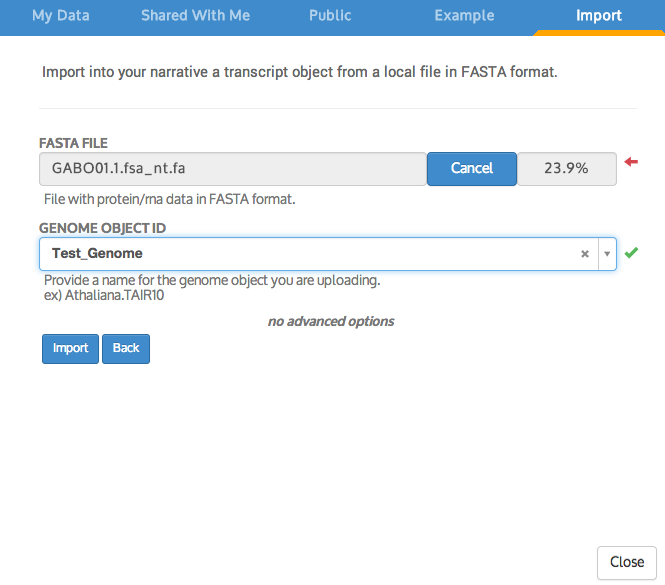 My Data Shared With Me Public Example Import
Import into your narrative a transcript object from a local file in FASTA format.
FASTA FILE
GABO01.1.fsa_nt.fa Cancel 23.9%
File with protein/rna data in FASTA format.
GENOME OBJECT ID
Test_Genome
Provide a name for the genome object you are uploading.
ex) Athaliana.TAIR10
no advanced options
Import Back
Close